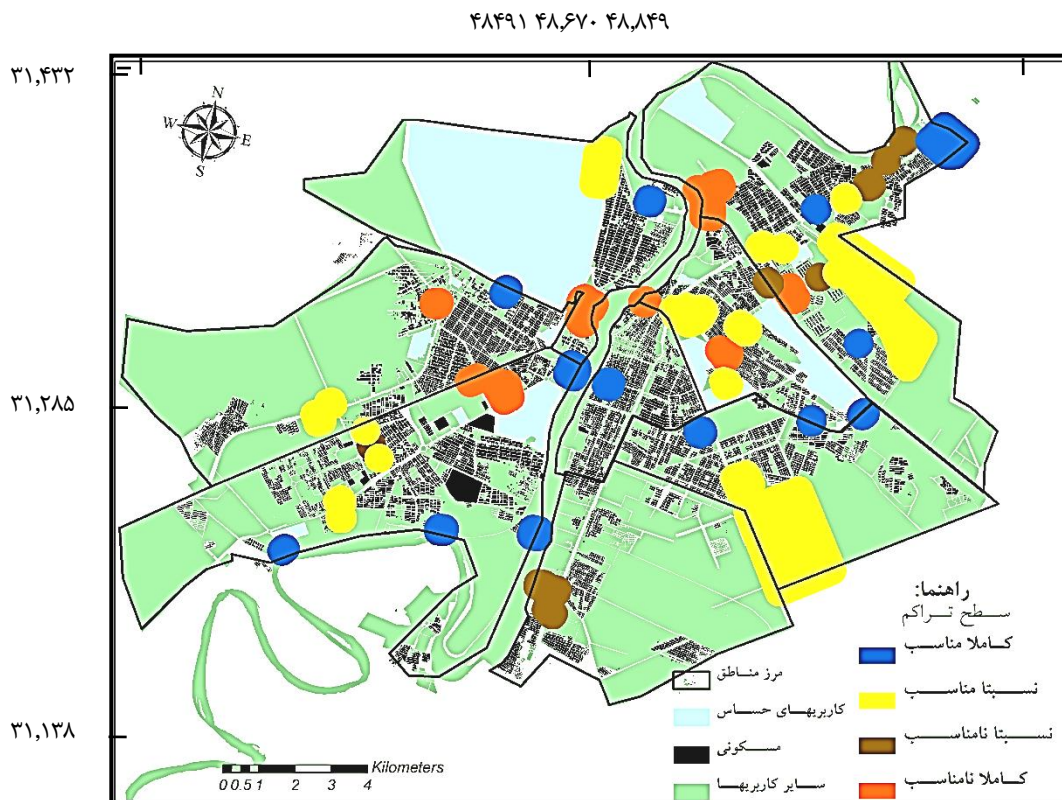 ۴۸۴۹۱ ۴۸,۶۷۰ ۴۸,۸۴۹
۳۱,۴۳۲
N
W E
S
۳۱,۲۸۵
۳۱,۱۳۸
راهنما:
سطح تراکم
کاملا مناسب
نسبتا مناسب
نسبتا نامناسب
کاملا نامناسب
مرز مناطق
کاربریهای حساس
مسکونی
سایر کاربریها
Kilometers
0 0.5 1 2 3 4